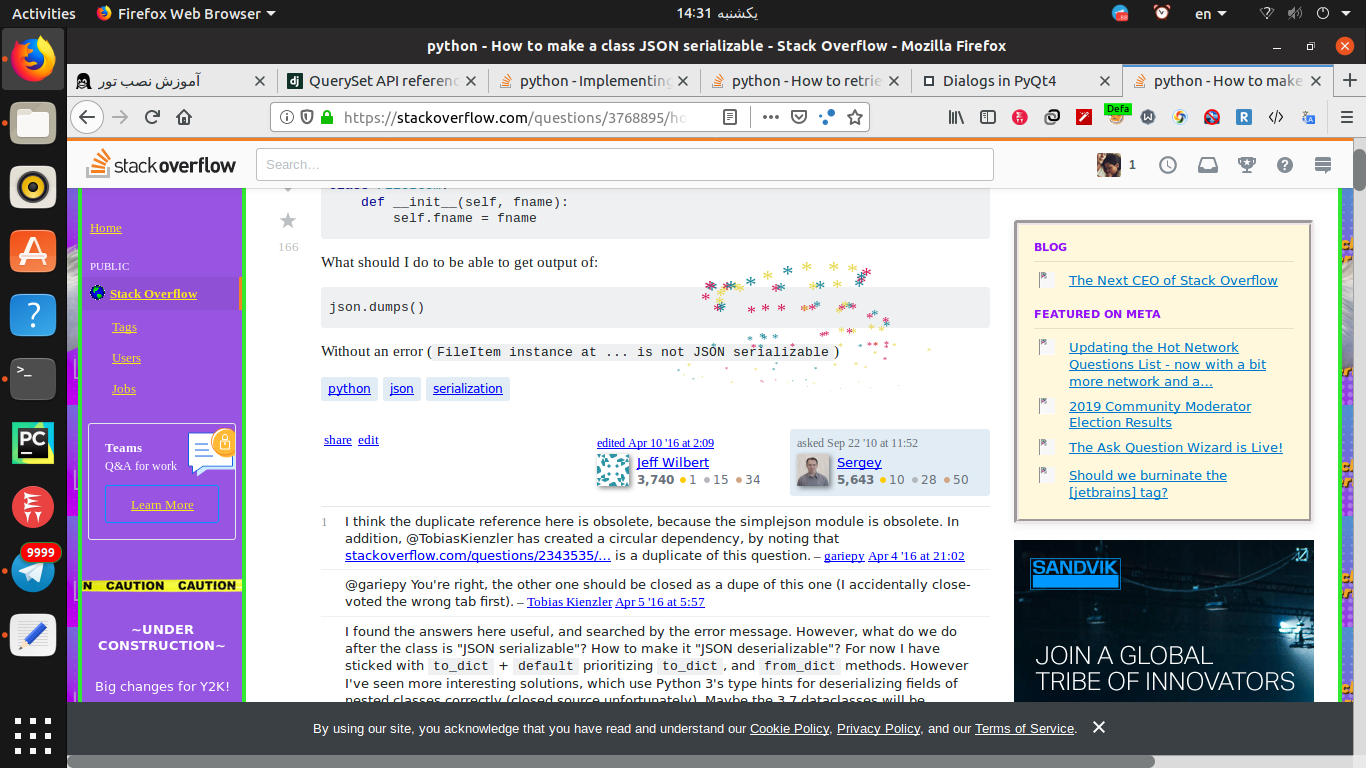 Activities
Firefox Web Browser
یکشنبه 14:31
88
en
python - How to make a class JSON serializable - Stack Overflow - Mozilla Firefox
آموزش نصب تور
dj QuerySet API referenc
python - Implementing
python - How to retrie
Dialogs in PyQt4
python - How to make
https://stackoverflow.com/questions/3768895/ho
Defa
stackoverflow
Search…
1
Home
PUBLIC
Stack Overflow
Tags
Users
Jobs
Teams
Q&A for work
Learn More
N CAUTION CAUTION
~UNDER
CONSTRUCTION~
Big changes for Y2K!
def __init__(self, fname):
self.fname = fname
166
What should I do to be able to get output of:
json.dumps()
Without an error (FileItem instance at ... is not JSON serializable)
python json serialization
share edit
edited Apr 10 '16 at 2:09
Jeff Wilbert
3,740 1 15 34
asked Sep 22 '10 at 11:52
Sergey
5,643 10 28 50
1 I think the duplicate reference here is obsolete, because the simplejson module is obsolete. In
addition, @TobiasKienzler has created a circular dependency, by noting that
stackoverflow.com/questions/2343535/… is a duplicate of this question. – gariepy Apr 4 '16 at 21:02
@gariepy You're right, the other one should be closed as a dupe of this one (I accidentally close-
voted the wrong tab first). – Tobias Kienzler Apr 5 '16 at 5:57
I found the answers here useful, and searched by the error message. However, what do we do
after the class is "JSON serializable"? How to make it "JSON deserializable"? For now I have
sticked with to_dict + default prioritizing to_dict, and from_dict methods. However
I've seen more interesting solutions, which use Python 3's type hints for deserializing fields of
nested classes correctly (closed source unfortunately). Maybe the 3.7 dataclasses will be
BLOG
The Next CEO of Stack Overflow
FEATURED ON META
Updating the Hot Network
Questions List - now with a bit
more network and a…
2019 Community Moderator
Election Results
The Ask Question Wizard is Live!
Should we burninate the
[jetbrains] tag?
SANDVIK
JOIN A GLOBAL
TRIBE OF INNOVATORS
By using our site, you acknowledge that you have read and understand our Cookie Policy, Privacy Policy, and our Terms of Service.
PC
9999